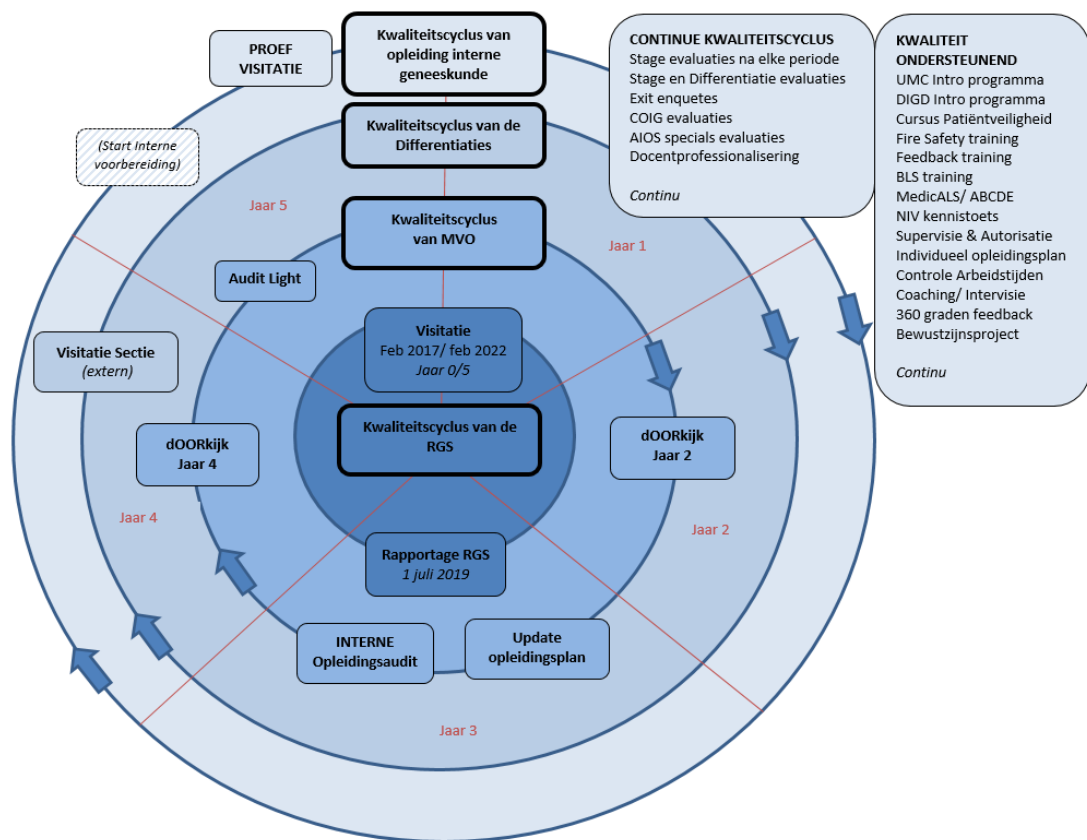 PROEF
VISITATIE
Kwaliteitscyclus van
opleiding interne
geneeskunde
CONTINUE KWALITEITSCYCLUS
Stage evaluaties na elke periode
Stage en Differentiatie evaluaties
Exit enquetes
COIG evaluaties
AIOS specials evaluaties
Docentprofessionalisering
Continu
KWALITEIT
ONDERSTEUNEND
UMC Intro programma
DIGD Intro programma
Cursus Patiëntveiligheid
Fire Safety training
Feedback training
BLS training
MedicALS/ ABCDE
NIV kennistoets
Supervisie & Autorisatie
Individueel opleidingsplan
Controle Arbeidstijden
Coaching/ Intervisie
360 graden feedback
Bewustzijnsproject
Continu
Kwaliteitscyclus van de
Differentiaties
(Start Interne
voorbereiding)
Jaar 5
Kwaliteitscyclus
van MVO
Jaar 1
Audit Light
Visitatie
Feb 2017/ feb 2022
Jaar 0/5
Visitatie Sectie
(extern)
Kwaliteitscyclus van de
RGS
dOORkijk
Jaar 4
dOORkijk
Jaar 2
Jaar 4
Jaar 2
Rapportage RGS
1 juli 2019
INTERNE
Opleidingsaudit
Update
opleidingsplan
Jaar 3